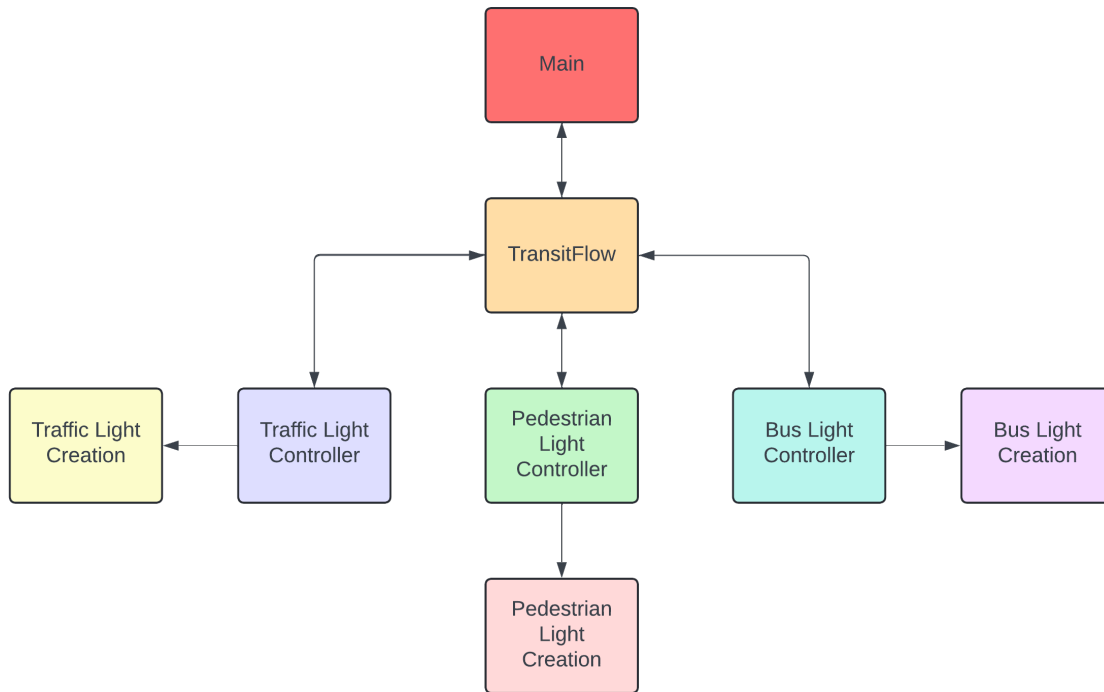 Main
TransitFlow
Traffic Light
Creation
Traffic Light
Controller
Pedestrian
Light
Controller
Bus Light
Controller
Bus Light
Creation
Pedestrian
Light
Creation